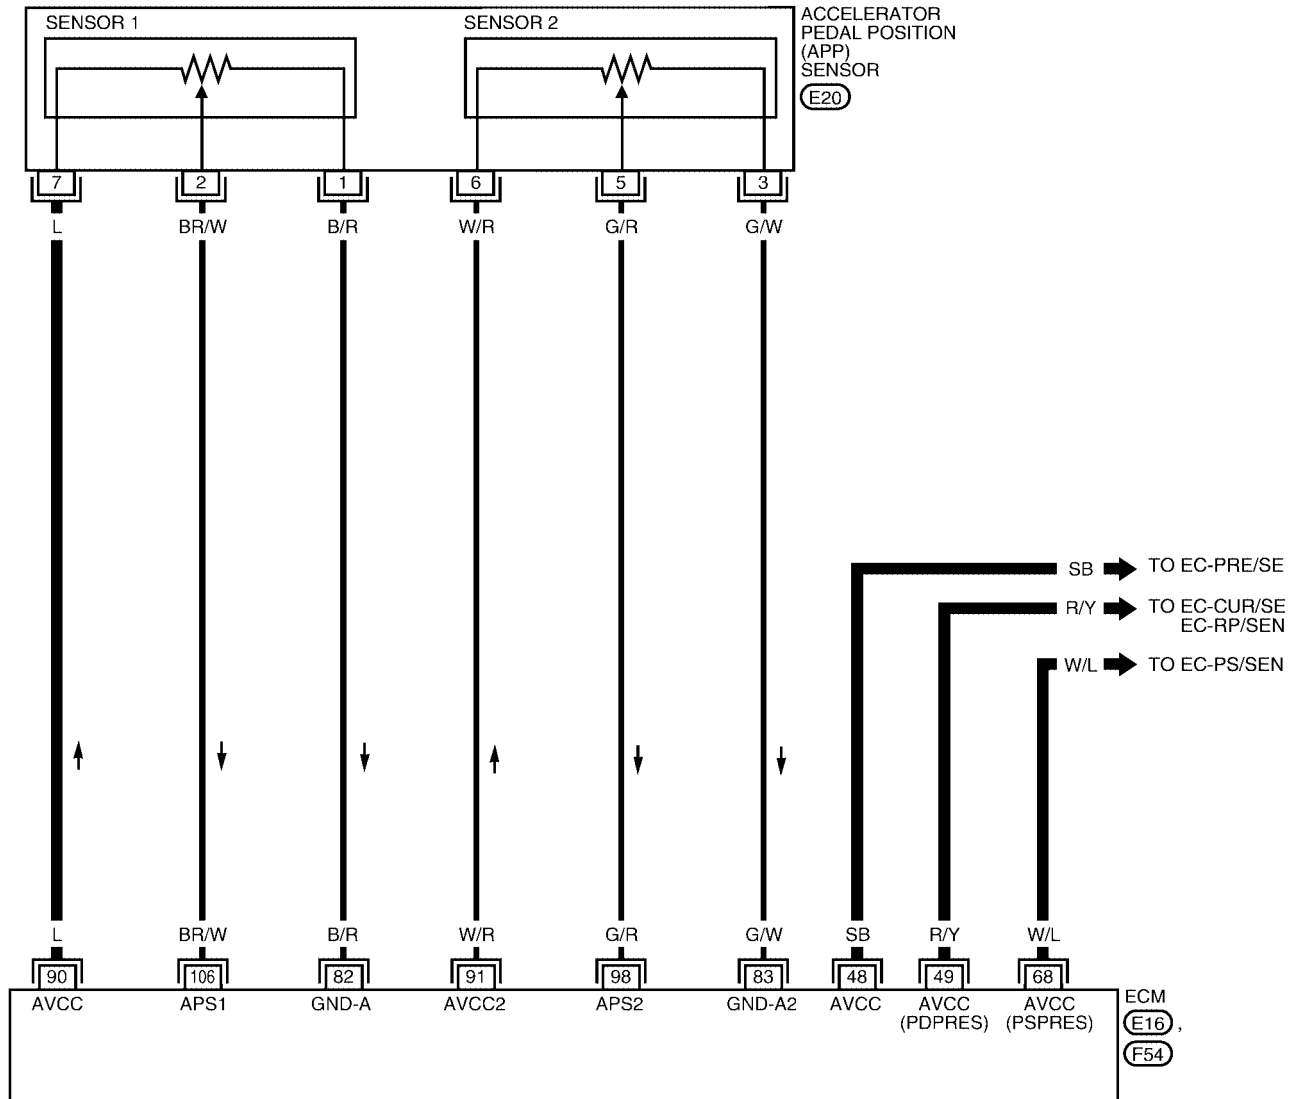 SENSOR 1
SENSOR 2
ACCELERATOR
PEDAL POSITION
(APP)
SENSOR
E20
7 2 1 6 5 3
L BR/W B/R W/R G/R G/W
SB TO EC-PRE/SE
R/Y TO EC-CUR/SE
EC-RP/SEN
W/L TO EC-PS/SEN
L BR/W B/R W/R G/R G/W SB R/Y W/L
90 106 82 91 98 83 48 49 68
AVCC APS1 GND-A AVCC2 APS2 GND-A2 AVCC AVCC AVCC
(PDPRES) (PSPRES)
ECM
E16 ,
F54